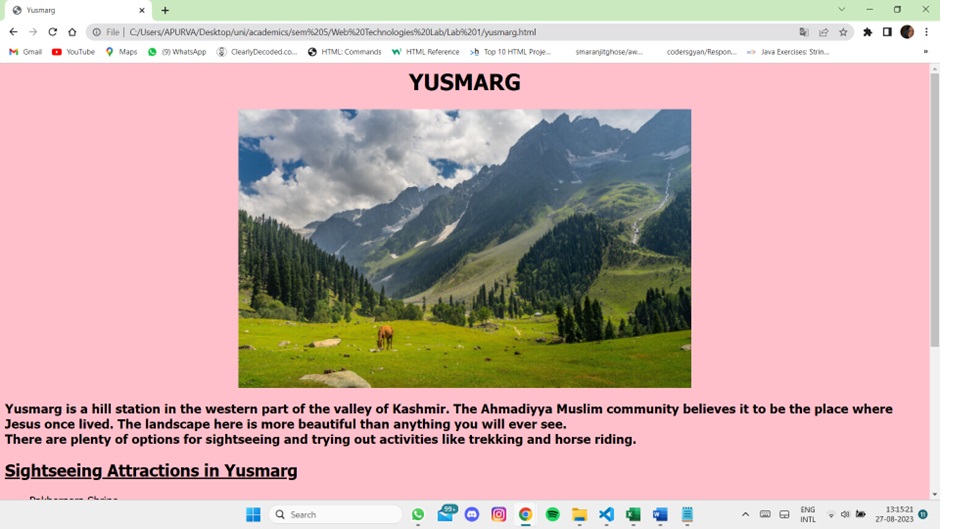 Yusmarg
File | C:/Users/APURVA/Desktop/uni/academics/sem%205/Web%20Technologies%20Lab/Lab%201/yusmarg.html
Gmail YouTube Maps (9) WhatsApp ClearlyDecoded.co... HTML: Commands HTML Reference Top 10 HTML Proje... smaranjitghose/aw... codersgyan/Respon... Java Exercises: Strin... »
YUSMARG
Yusmarg is a hill station in the western part of the valley of Kashmir. The Ahmadiyya Muslim community believes it to be the place where
Jesus once lived. The landscape here is more beautiful than anything you will ever see.
There are plenty of options for sightseeing and trying out activities like trekking and horse riding.
Sightseeing Attractions in Yusmarg
Search 99+ ENG 13:15:21
INTL 27-08-2023